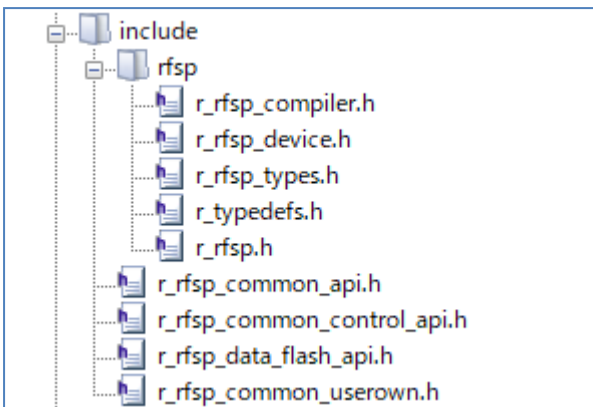 include
rfsp
r_rfsp_compiler.h
r_rfsp_device.h
r_rfsp_types.h
r_typedefs.h
r_rfsp.h
r_rfsp_common_api.h
r_rfsp_common_control_api.h
r_rfsp_data_flash_api.h
r_rfsp_common_userown.h